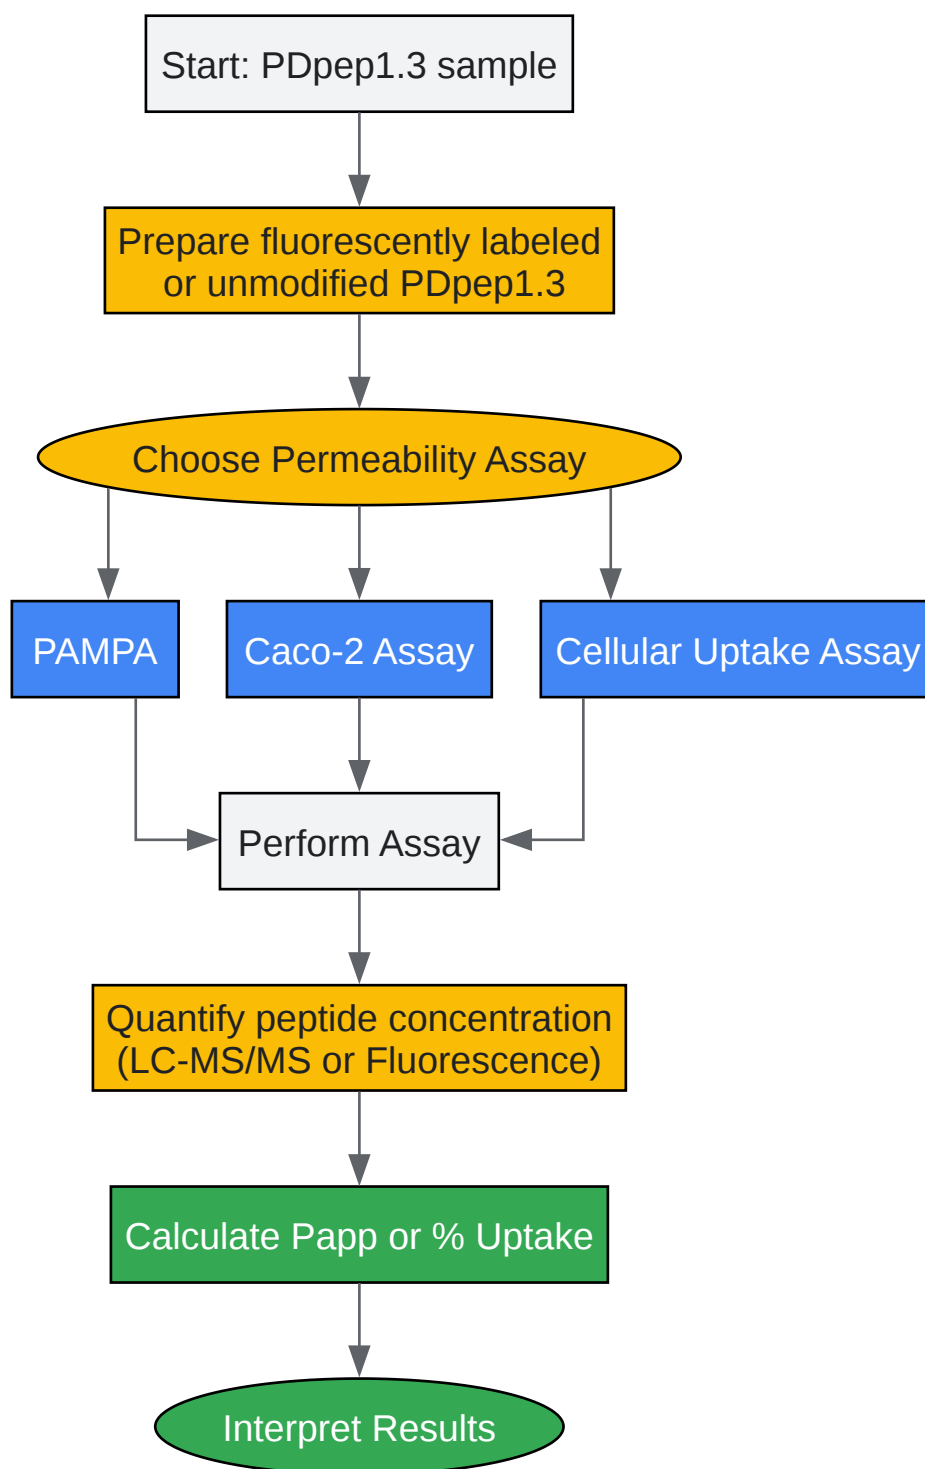 Start: PDpep1.3 sample
Prepare fluorescently labeled
or unmodified PDpep1.3
Choose Permeability Assay
PAMPA
Caco-2 Assay
Cellular Uptake Assay
Perform Assay
Quantify peptide concentration
(LC-MS/MS or Fluorescence)
Calculate Papp or % Uptake
Interpret Results